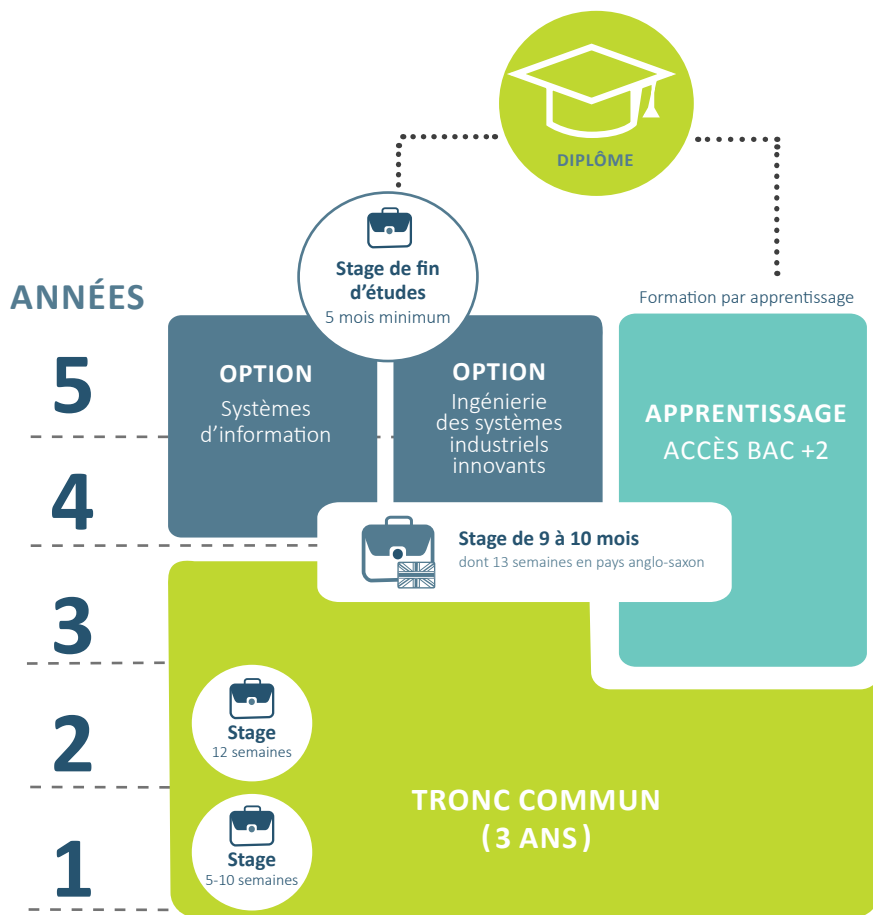 DIPLÔME
Stage de fin
d’études
5 mois minimum
ANNÉES
Formation par apprentissage
5
OPTION
Systèmes
d’information
OPTION
Ingénierie
des systèmes
industriels
innovants
APPRENTISSAGE
ACCÈS BAC +2
4
Stage de 9 à 10 mois
dont 13 semaines en pays anglo-saxon
3
2
Stage
12 semaines
TRONC COMMUN
(3 ANS)
1
Stage
5-10 semaines